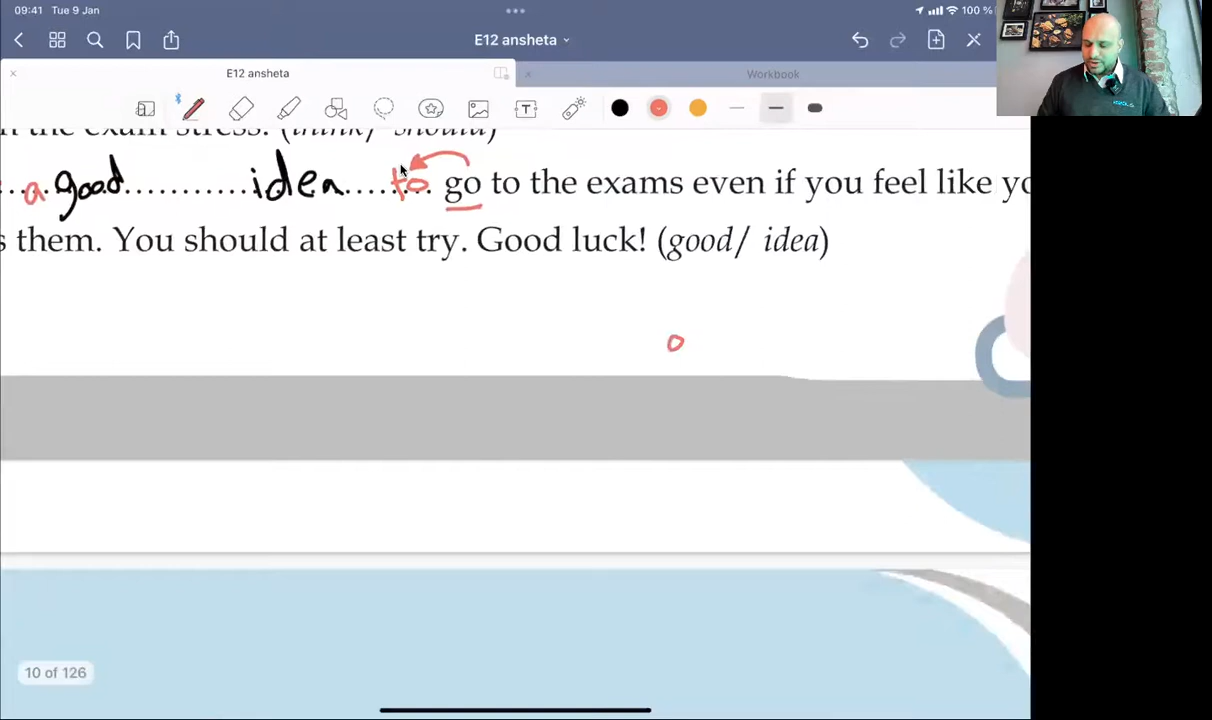 09:41 Tue 9 Jan
100 %
E12 ansheta
E12 ansheta
Workbook
the exam stress. (think/ should)
a good idea to go to the exams even if you feel like yo
s them. You should at least try. Good luck! (good/ idea)
10 of 126